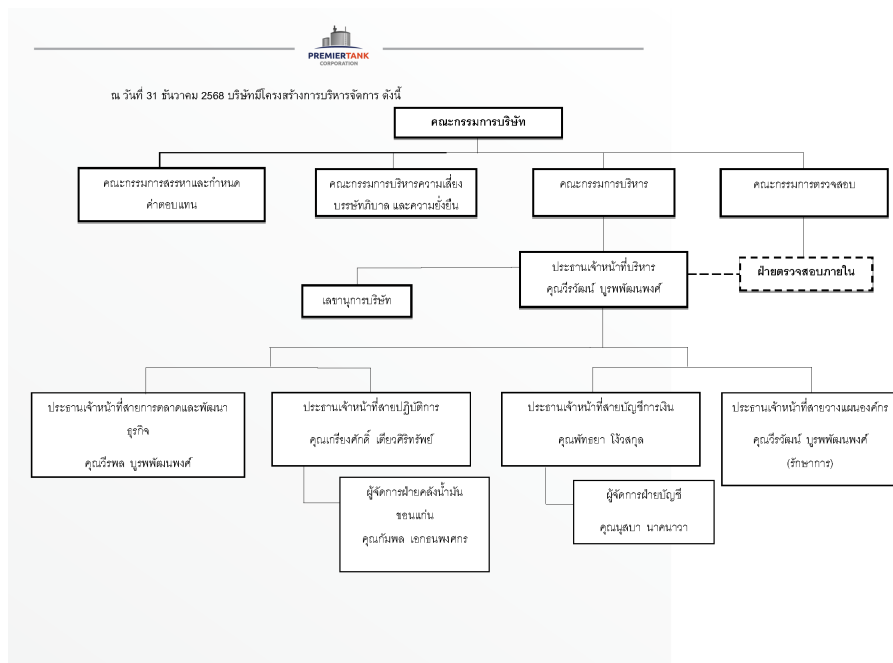 PREMIERTANK
CORPORATION
ณ วันที่ 31 ธันวาคม 2568 บริษัทมีโครงสร้างการบริหารจัดการ ดังนี้
คณะกรรมการบริษัท
คณะกรรมการสรรหาและกำหนด
ค่าตอบแทน
คณะกรรมการบริหารความเสี่ยง
บรรษัทภิบาล และความยั่งยืน
คณะกรรมการบริหาร
คณะกรรมการตรวจสอบ
ประธานเจ้าหน้าที่บริหาร
คุณวีรวัฒน์ บูรพพัฒนพงศ์
ฝ่ายตรวจสอบภายใน
เลขานุการบริษัท
ประธานเจ้าหน้าที่สายการตลาดและพัฒนา
ธุรกิจ
คุณวีรพล บูรพพัฒนพงศ์
ประธานเจ้าหน้าที่สายปฏิบัติการ
คุณเกรียงศักดิ์ เตียวศิริทรัพย์
ประธานเจ้าหน้าที่สายบัญชีการเงิน
คุณพัทธยา โง้วสกุล
ประธานเจ้าหน้าที่สายวางแผนองค์กร
คุณวีรวัฒน์ บูรพพัฒนพงศ์
(รักษาการ)
ผู้จัดการฝ่ายคลังน้ำมัน
ขอนแก่น
คุณกัมพล เอกธนพงศกร
ผู้จัดการฝ่ายบัญชี
คุณนุสบา นาคนาวา